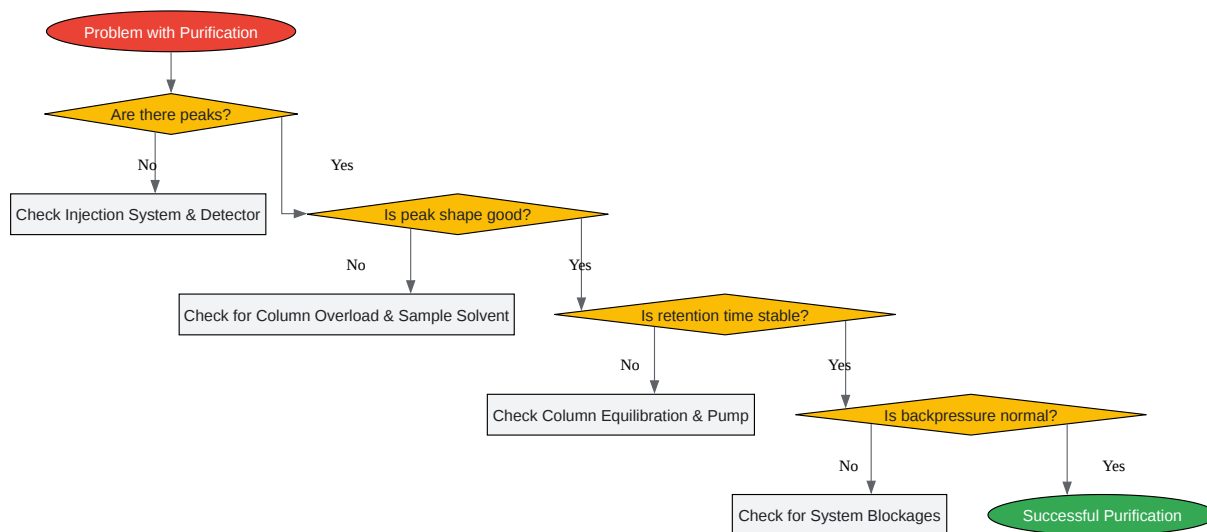 Problem with Purification
Are there peaks?
No
Yes
Check Injection System & Detector
Is peak shape good?
No
Yes
Check for Column Overload & Sample Solvent
Is retention time stable?
No
Yes
Check Column Equilibration & Pump
Is backpressure normal?
No
Yes
Check for System Blockages
Successful Purification